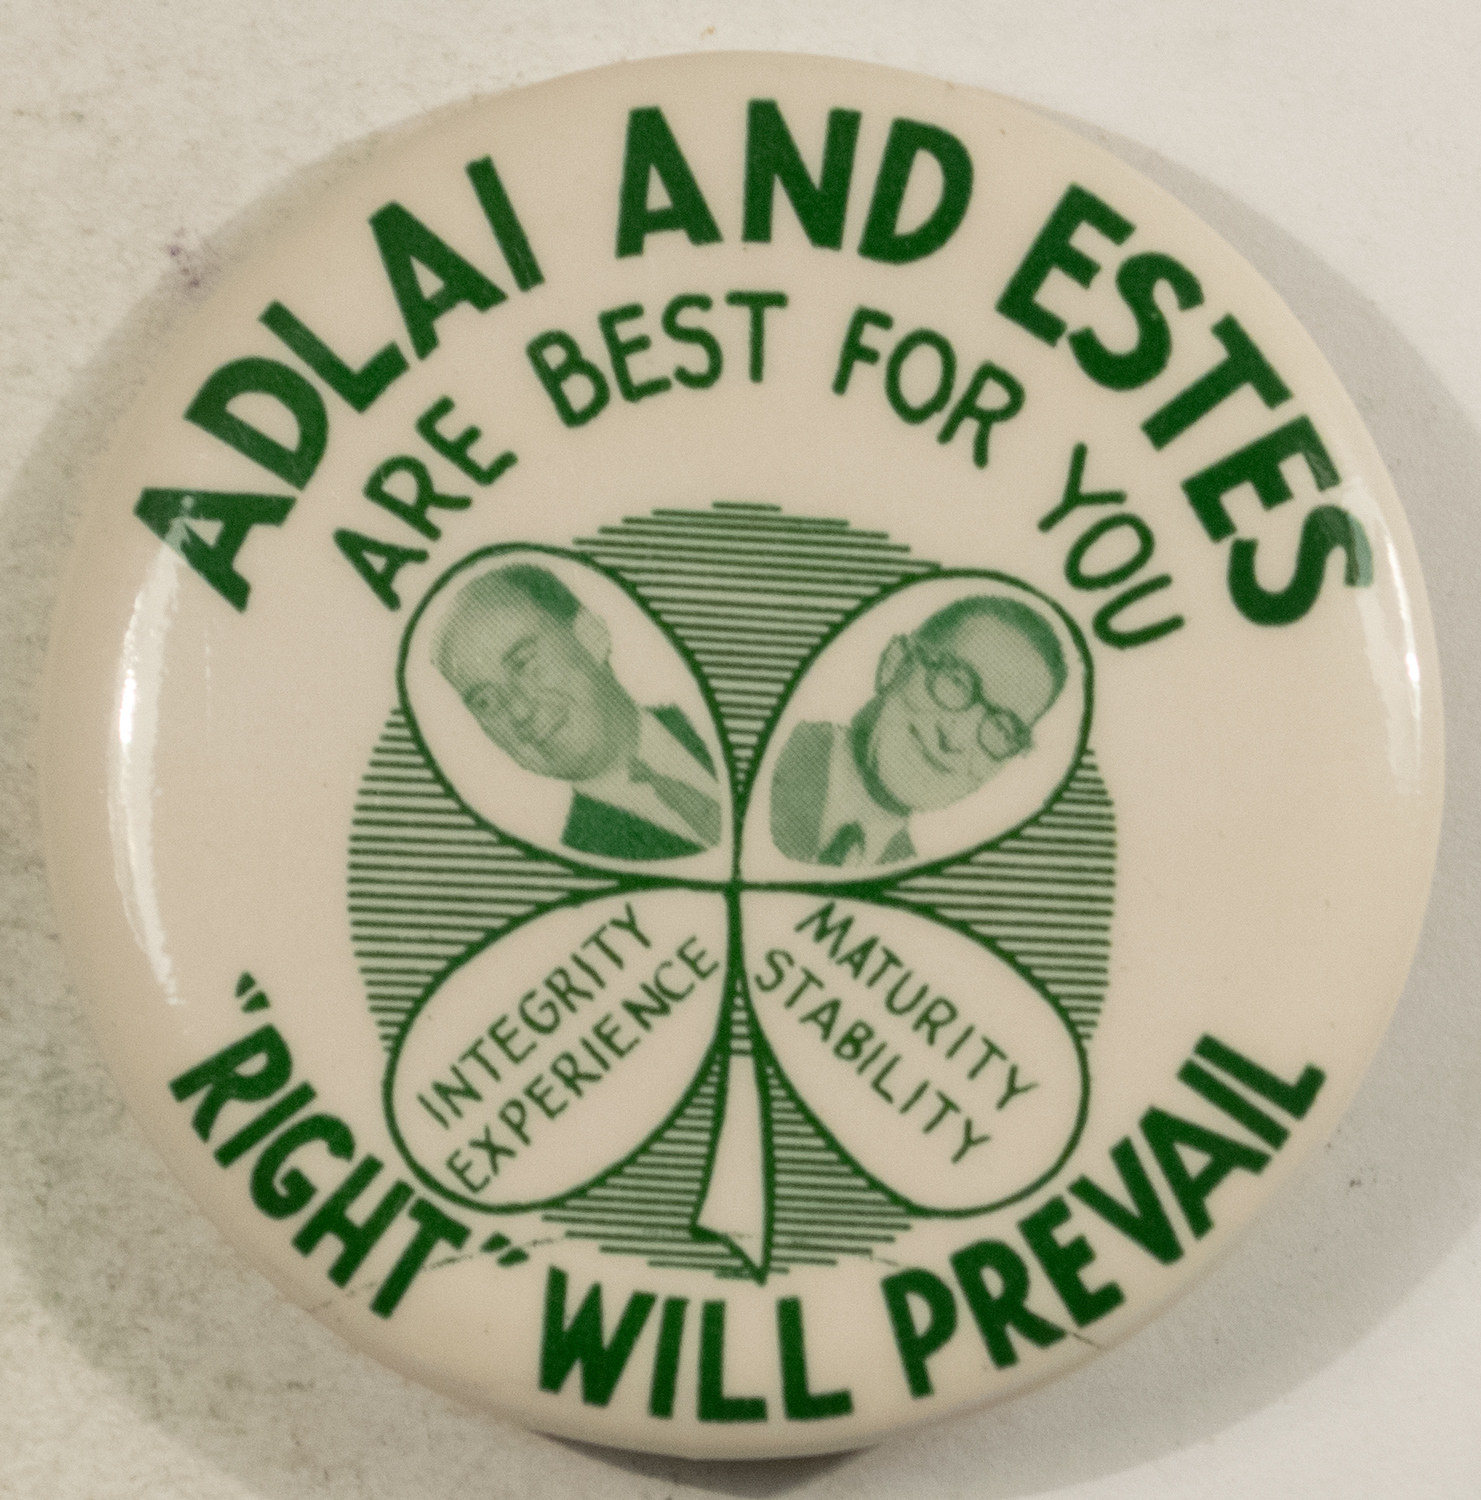 ADLAI AND ESTES
ARE BEST FOR YOU
INTEGRITY
EXPERIENCE
MATURITY
STABILITY
"RIGHT" WILL PREVAIL